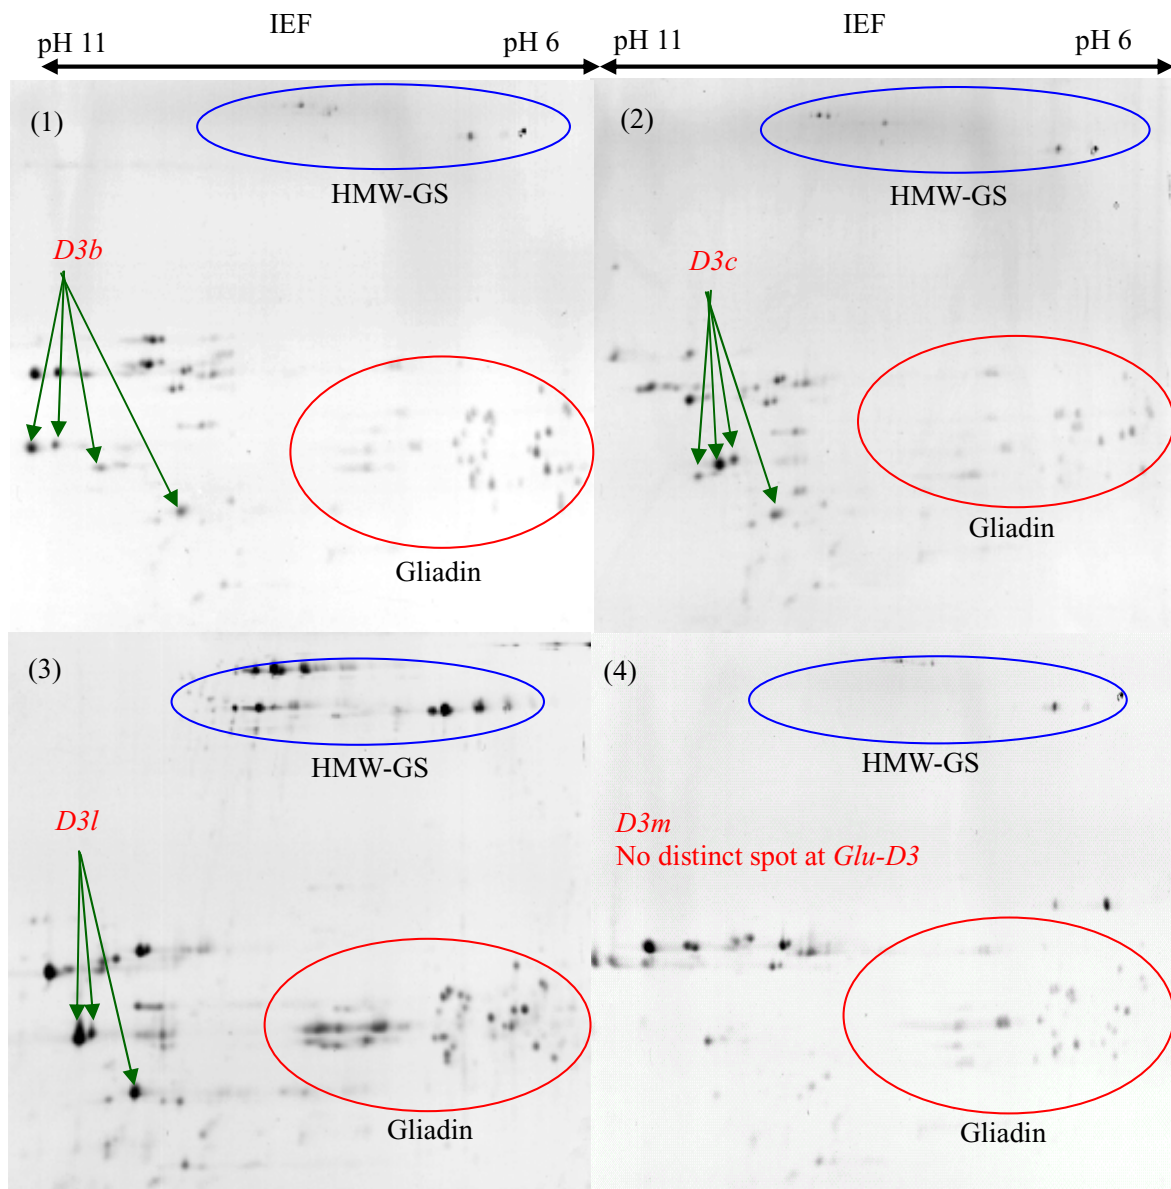 IEF
IEF
pH 11
pH 6
pH 11
pH 6
(1)
HMW-GS
D3b
Gliadin
(2)
HMW-GS
D3c
Gliadin
(3)
HMW-GS
D3l
Gliadin
(4)
HMW-GS
D3m
No distinct spot at Glu-D3
Gliadin